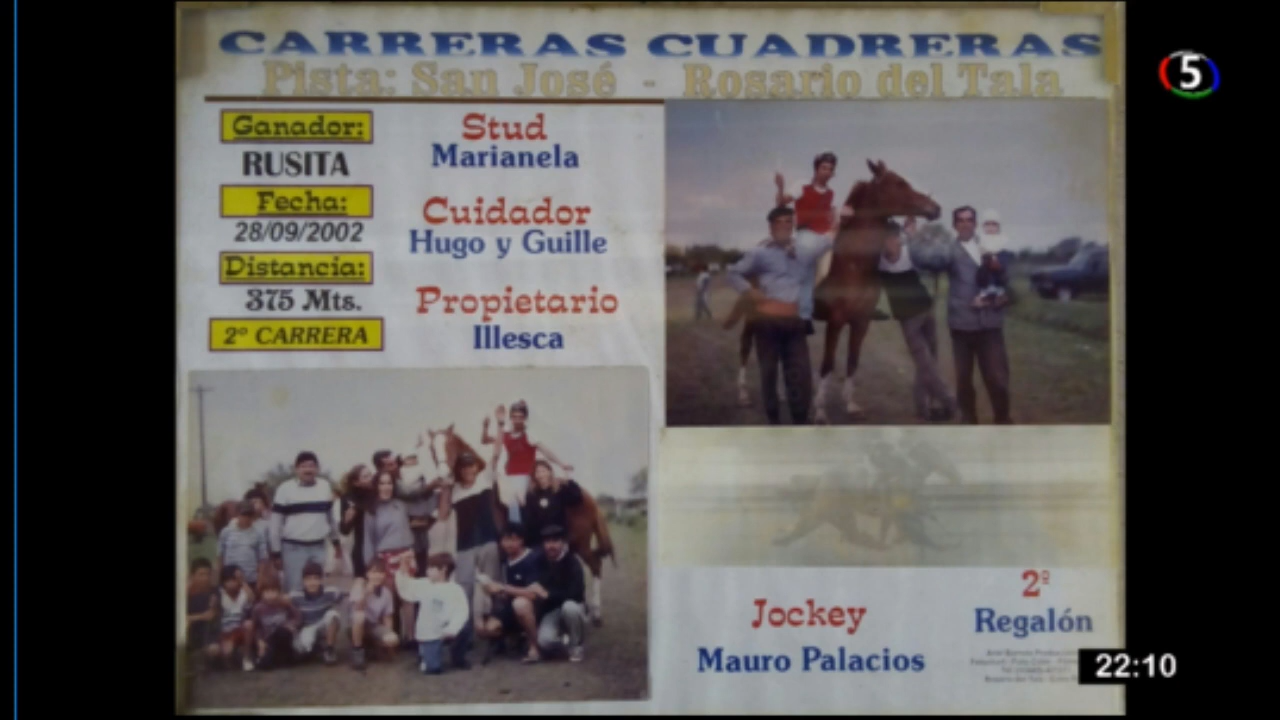 CARRERAS CUADRERAS
Pista: San José - Rosario del Tala
Ganador:
RUSITA
Fecha:
28/09/2002
Distancia:
375 Mts.
2º CARRERA
Stud
Marianela
Cuidador
Hugo y Guille
Propietario
Illesca
Jockey
Mauro Palacios
2º
Regalón
5
22:10